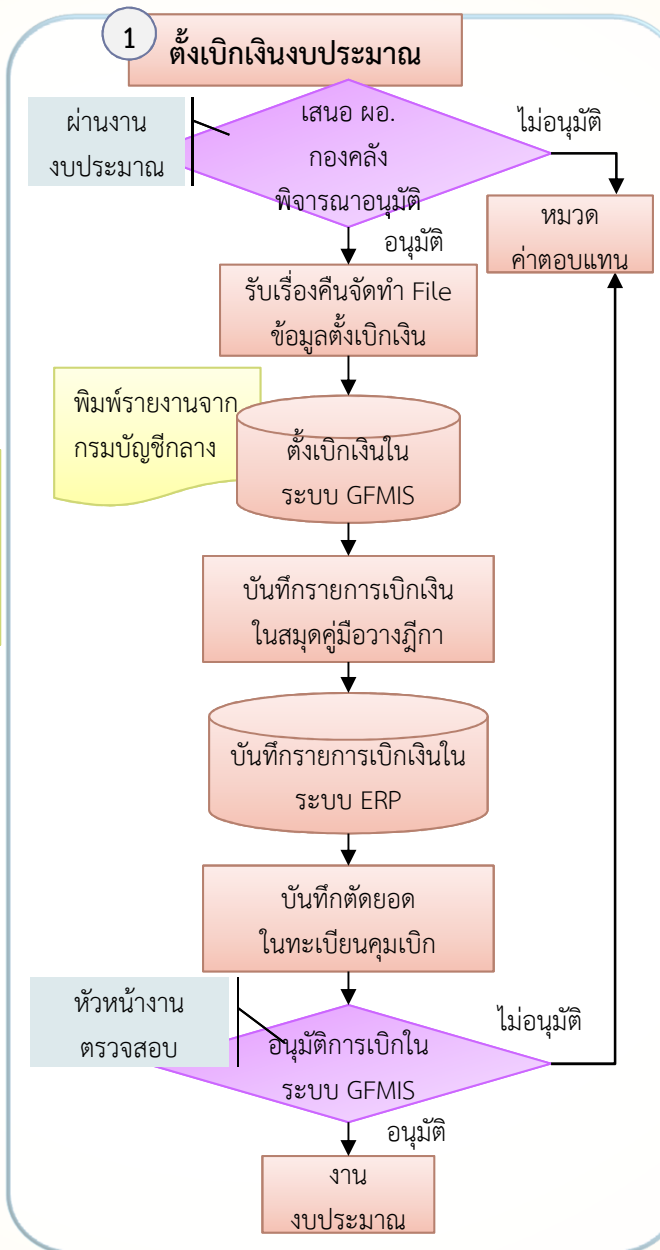 1
ตั้งเบิกเงินงบประมาณ
ผ่านงาน
งบประมาณ
เสนอ ผอ.
กองคลัง
พิจารณาอนุมัติ
ไม่อนุมัติ
หมวด
ค่าตอบแทน
อนุมัติ
รับเรื่องคืนจัดทำ File
ข้อมูลตั้งเบิกเงิน
พิมพ์รายงานจาก
กรมบัญชีกลาง
ตั้งเบิกเงินใน
ระบบ GFMIS
บันทึกรายการเบิกเงิน
ในสมุดคู่มือวางฎีกา
บันทึกรายการเบิกเงินใน
ระบบ ERP
บันทึกตัดยอด
ในทะเบียนคุมเบิก
หัวหน้างาน
ตรวจสอบ
อนุมัติการเบิกใน
ระบบ GFMIS
ไม่อนุมัติ
อนุมัติ
งาน
งบประมาณ